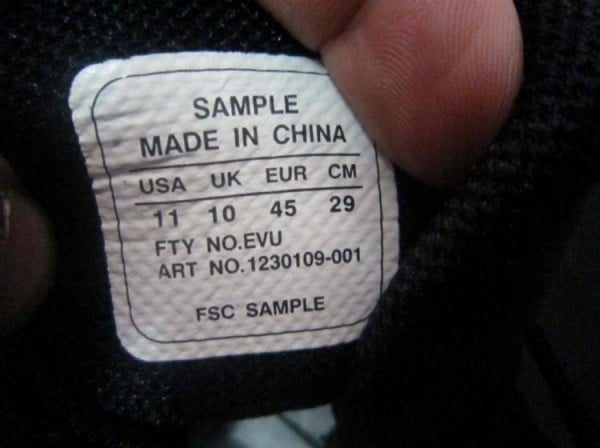 SAMPLE
MADE IN CHINA
USA UK EUR CM
11 10 45 29
FTY NO.EVU
ART NO.1230109-001
FSC SAMPLE